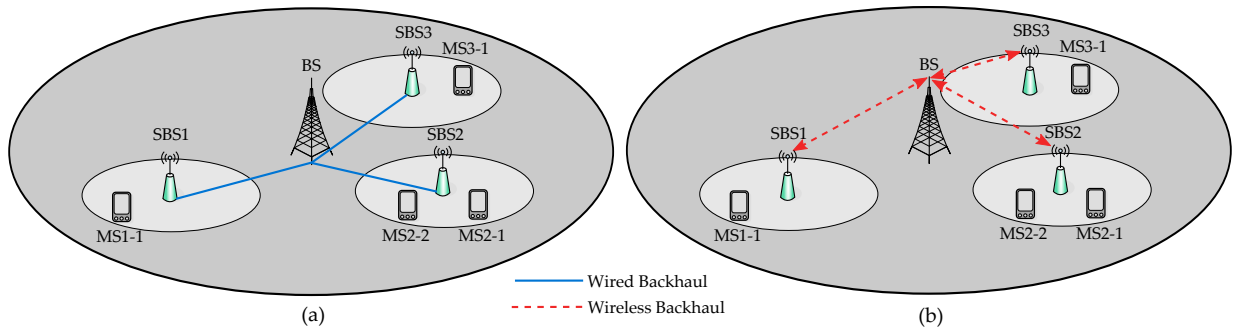 SBS3
MS3-1
BS
SBS1
SBS2
MS1-1
MS2-2
MS2-1
(a)
SBS3
MS3-1
BS
SBS1
SBS2
MS1-1
MS2-2
MS2-1
(b)
Wired Backhaul
Wireless Backhaul